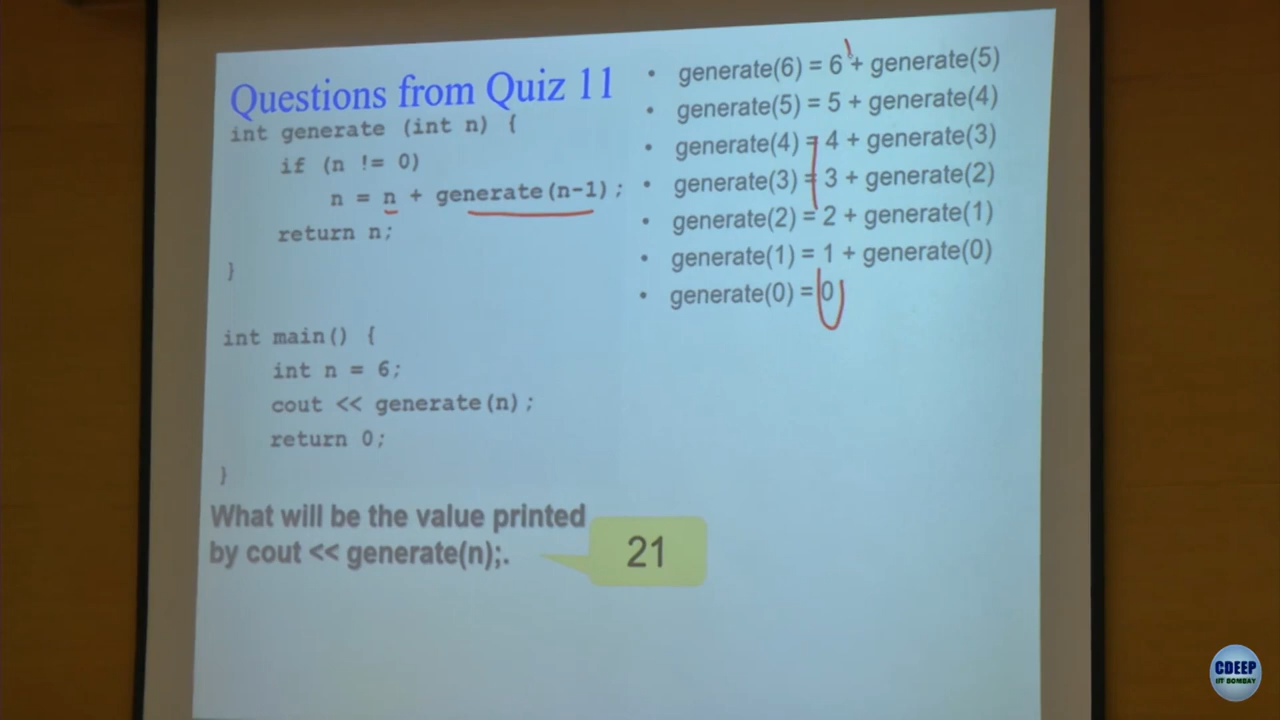 Questions from Quiz 11
int generate (int n) {
if (n != 0)
n = n + generate(n-1);
return n;
}
int main() {
int n = 6;
cout << generate(n);
return 0;
}
What will be the value printed
by cout << generate(n);.
21
• generate(6) = 6 + generate(5)
• generate(5) = 5 + generate(4)
• generate(4) = 4 + generate(3)
• generate(3) = 3 + generate(2)
• generate(2) = 2 + generate(1)
• generate(1) = 1 + generate(0)
• generate(0) = 0
CDEEP
IIT BOMBAY